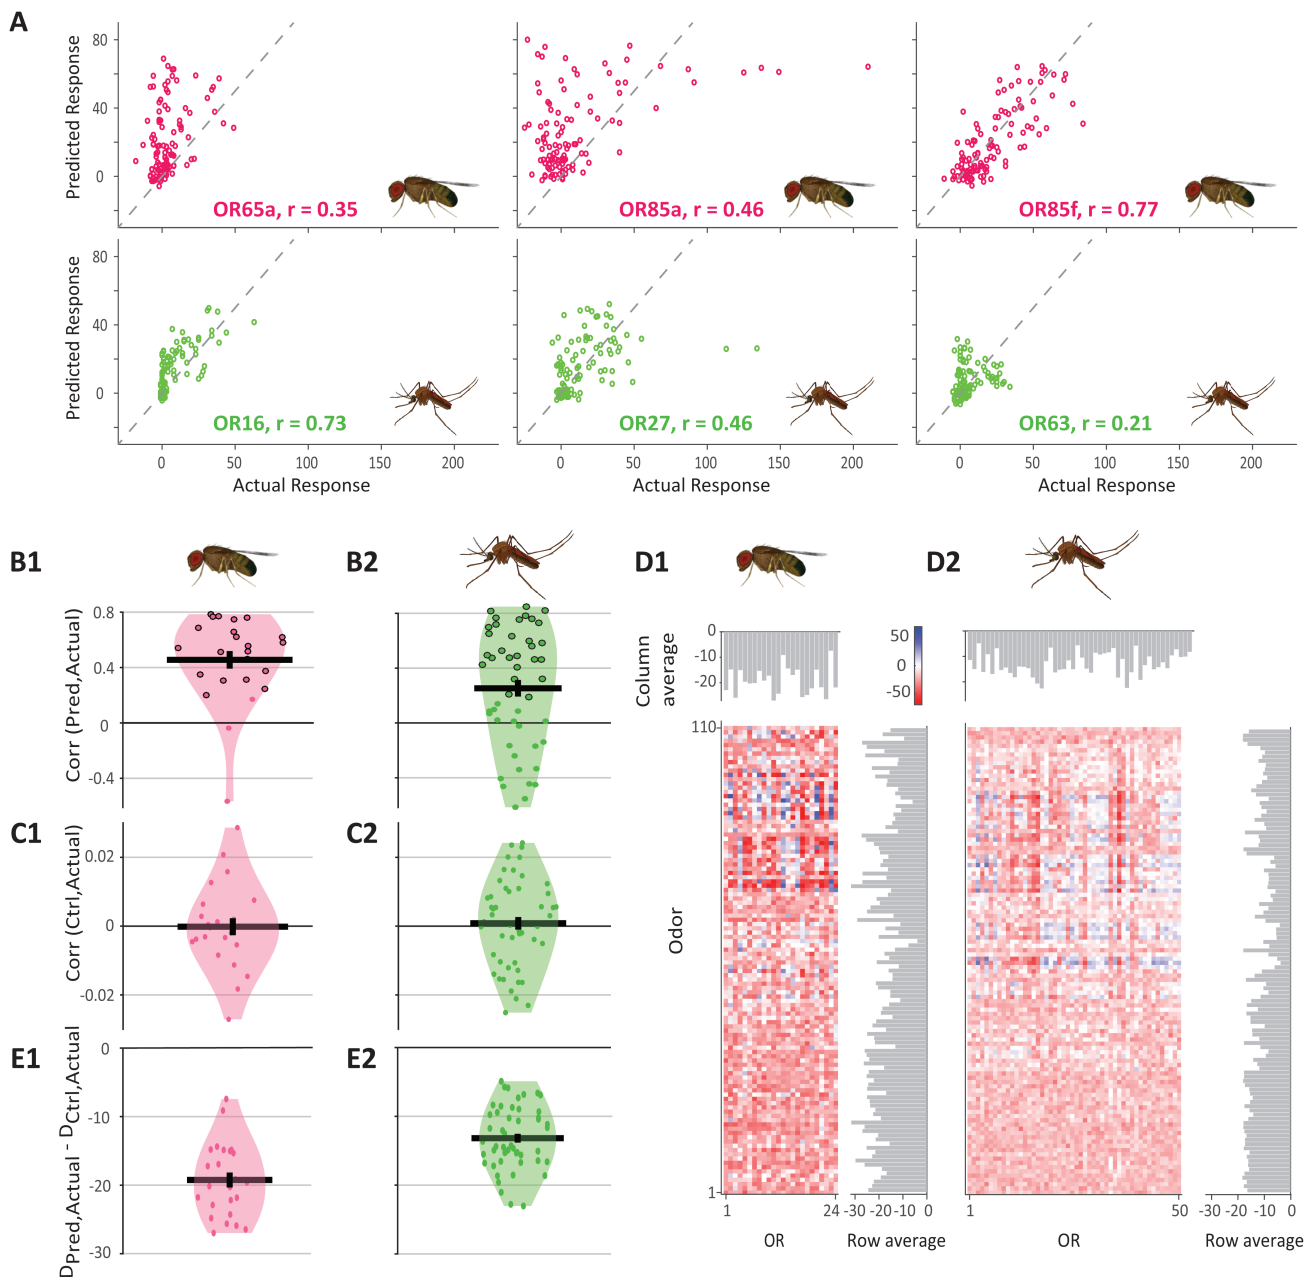 A
Predicted Response
80
40
0
OR65a, r = 0.35
OR85a, r = 0.46
OR85f, r = 0.77
Predicted Response
80
40
0
OR16, r = 0.73
OR27, r = 0.46
OR63, r = 0.21
0 50 100 150 200
0 50 100 150 200
0 50 100 150 200
Actual Response
Actual Response
Actual Response
B1
Corr (Pred,Actual)
0.8
0.4
0
-0.4
B2
C1
Corr (Ctrl,Actual)
0.02
0
-0.02
C2
E1
DPred,Actual - DCtrl,Actual
0
-10
-20
-30
E2
D1
Column average
0
-10
-20
50
0
-50
Odor
110
1
1 24
OR
-30 -20 -10 0
Row average
D2
1 50
OR
-30 -20 -10 0
Row average